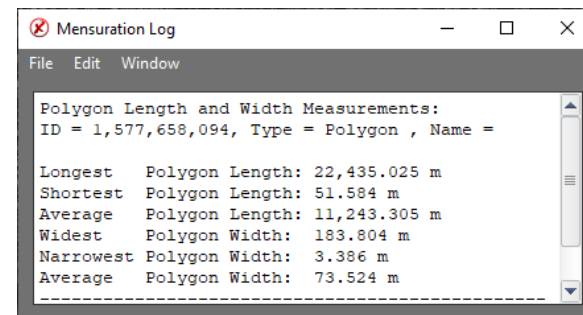 Mensuration Log
File Edit Window
Polygon Length and Width Measurements:
ID = 1,577,658,094, Type = Polygon , Name =
Longest Polygon Length: 22,435.025 m
Shortest Polygon Length: 51.584 m
Average Polygon Length: 11,243.305 m
Widest Polygon Width: 183.804 m
Narrowest Polygon Width: 3.386 m
Average Polygon Width: 73.524 m
------------------------------------------------